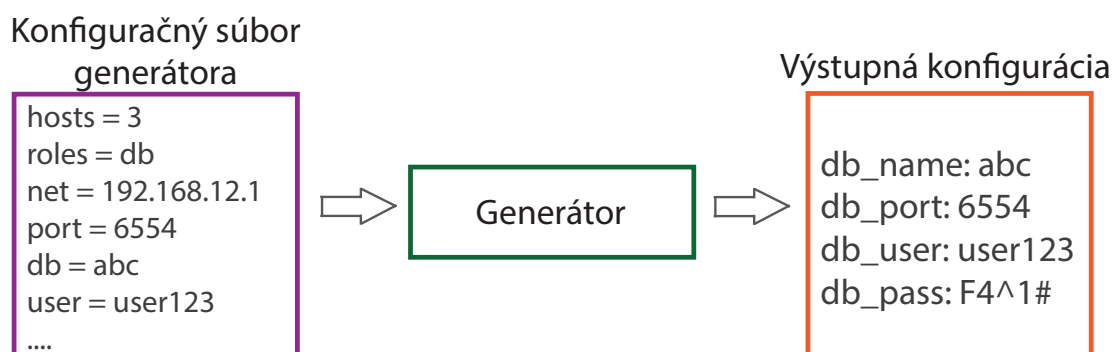 Konfiguračný súbor
generátora
hosts = 3
roles = db
net = 192.168.12.1
port = 6554
db = abc
user = user123
....
Generátor
Výstupná konfigurácia
db_name: abc
db_port: 6554
db_user: user123
db_pass: F4^1#